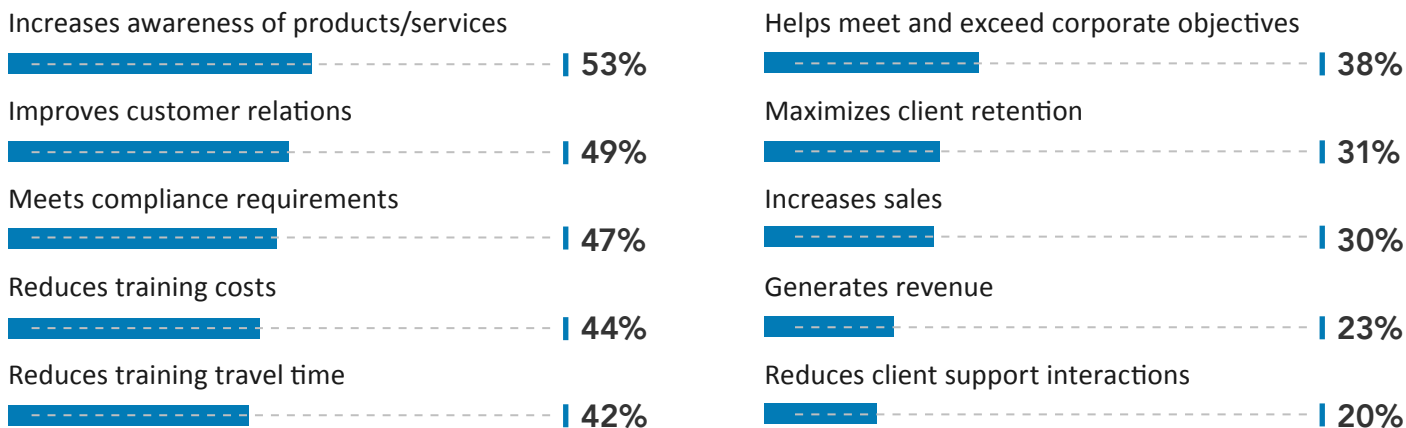 Increases awareness of products/services
53%
Improves customer relations
49%
Meets compliance requirements
47%
Reduces training costs
44%
Reduces training travel time
42%
Helps meet and exceed corporate objectives
38%
Maximizes client retention
31%
Increases sales
30%
Generates revenue
23%
Reduces client support interactions
20%